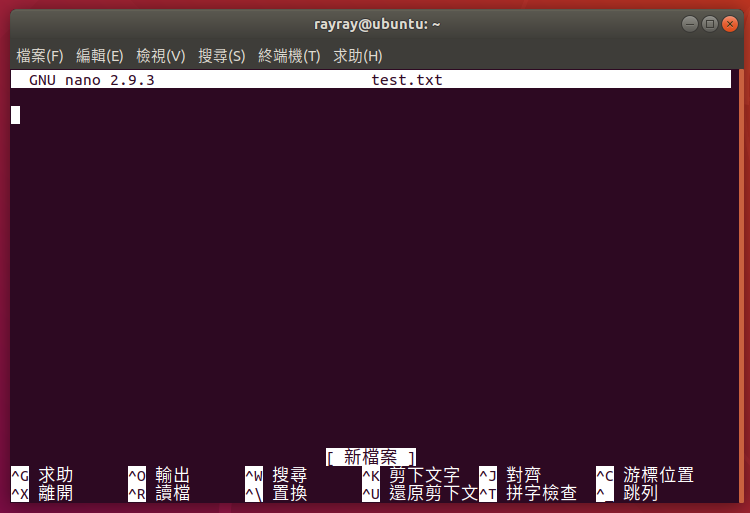 rayray@ubuntu: ~
檔案(F) 編輯(E) 檢視(V) 搜尋(S) 終端機(T) 求助(H)
GNU nano 2.9.3 test.txt
[ 新檔案 ]
^G 求助 ^O 輸出 ^W 搜尋 ^K 剪下文字 ^J 對齊 ^C 游標位置
^X 離開 ^R 讀檔 ^\ 置換 ^U 還原剪下文 ^T 拼字檢查 ^_ 跳列